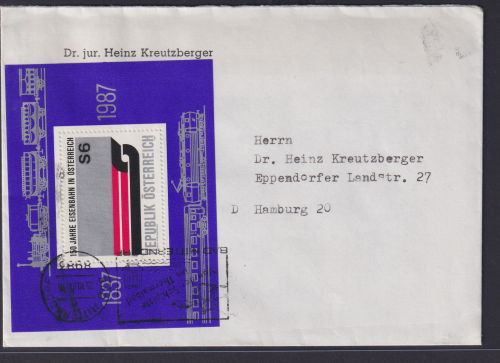 Dr. jur. Heinz Kreutzberger
1987
S6
150 JAHRE EISENBAHN IN ÖSTERREICH
REPUBLIK ÖSTERREICH
1837
8983
Herrn
Dr. Heinz Kreutzberger
Eppendorfer Landstr. 27
D Hamburg 20